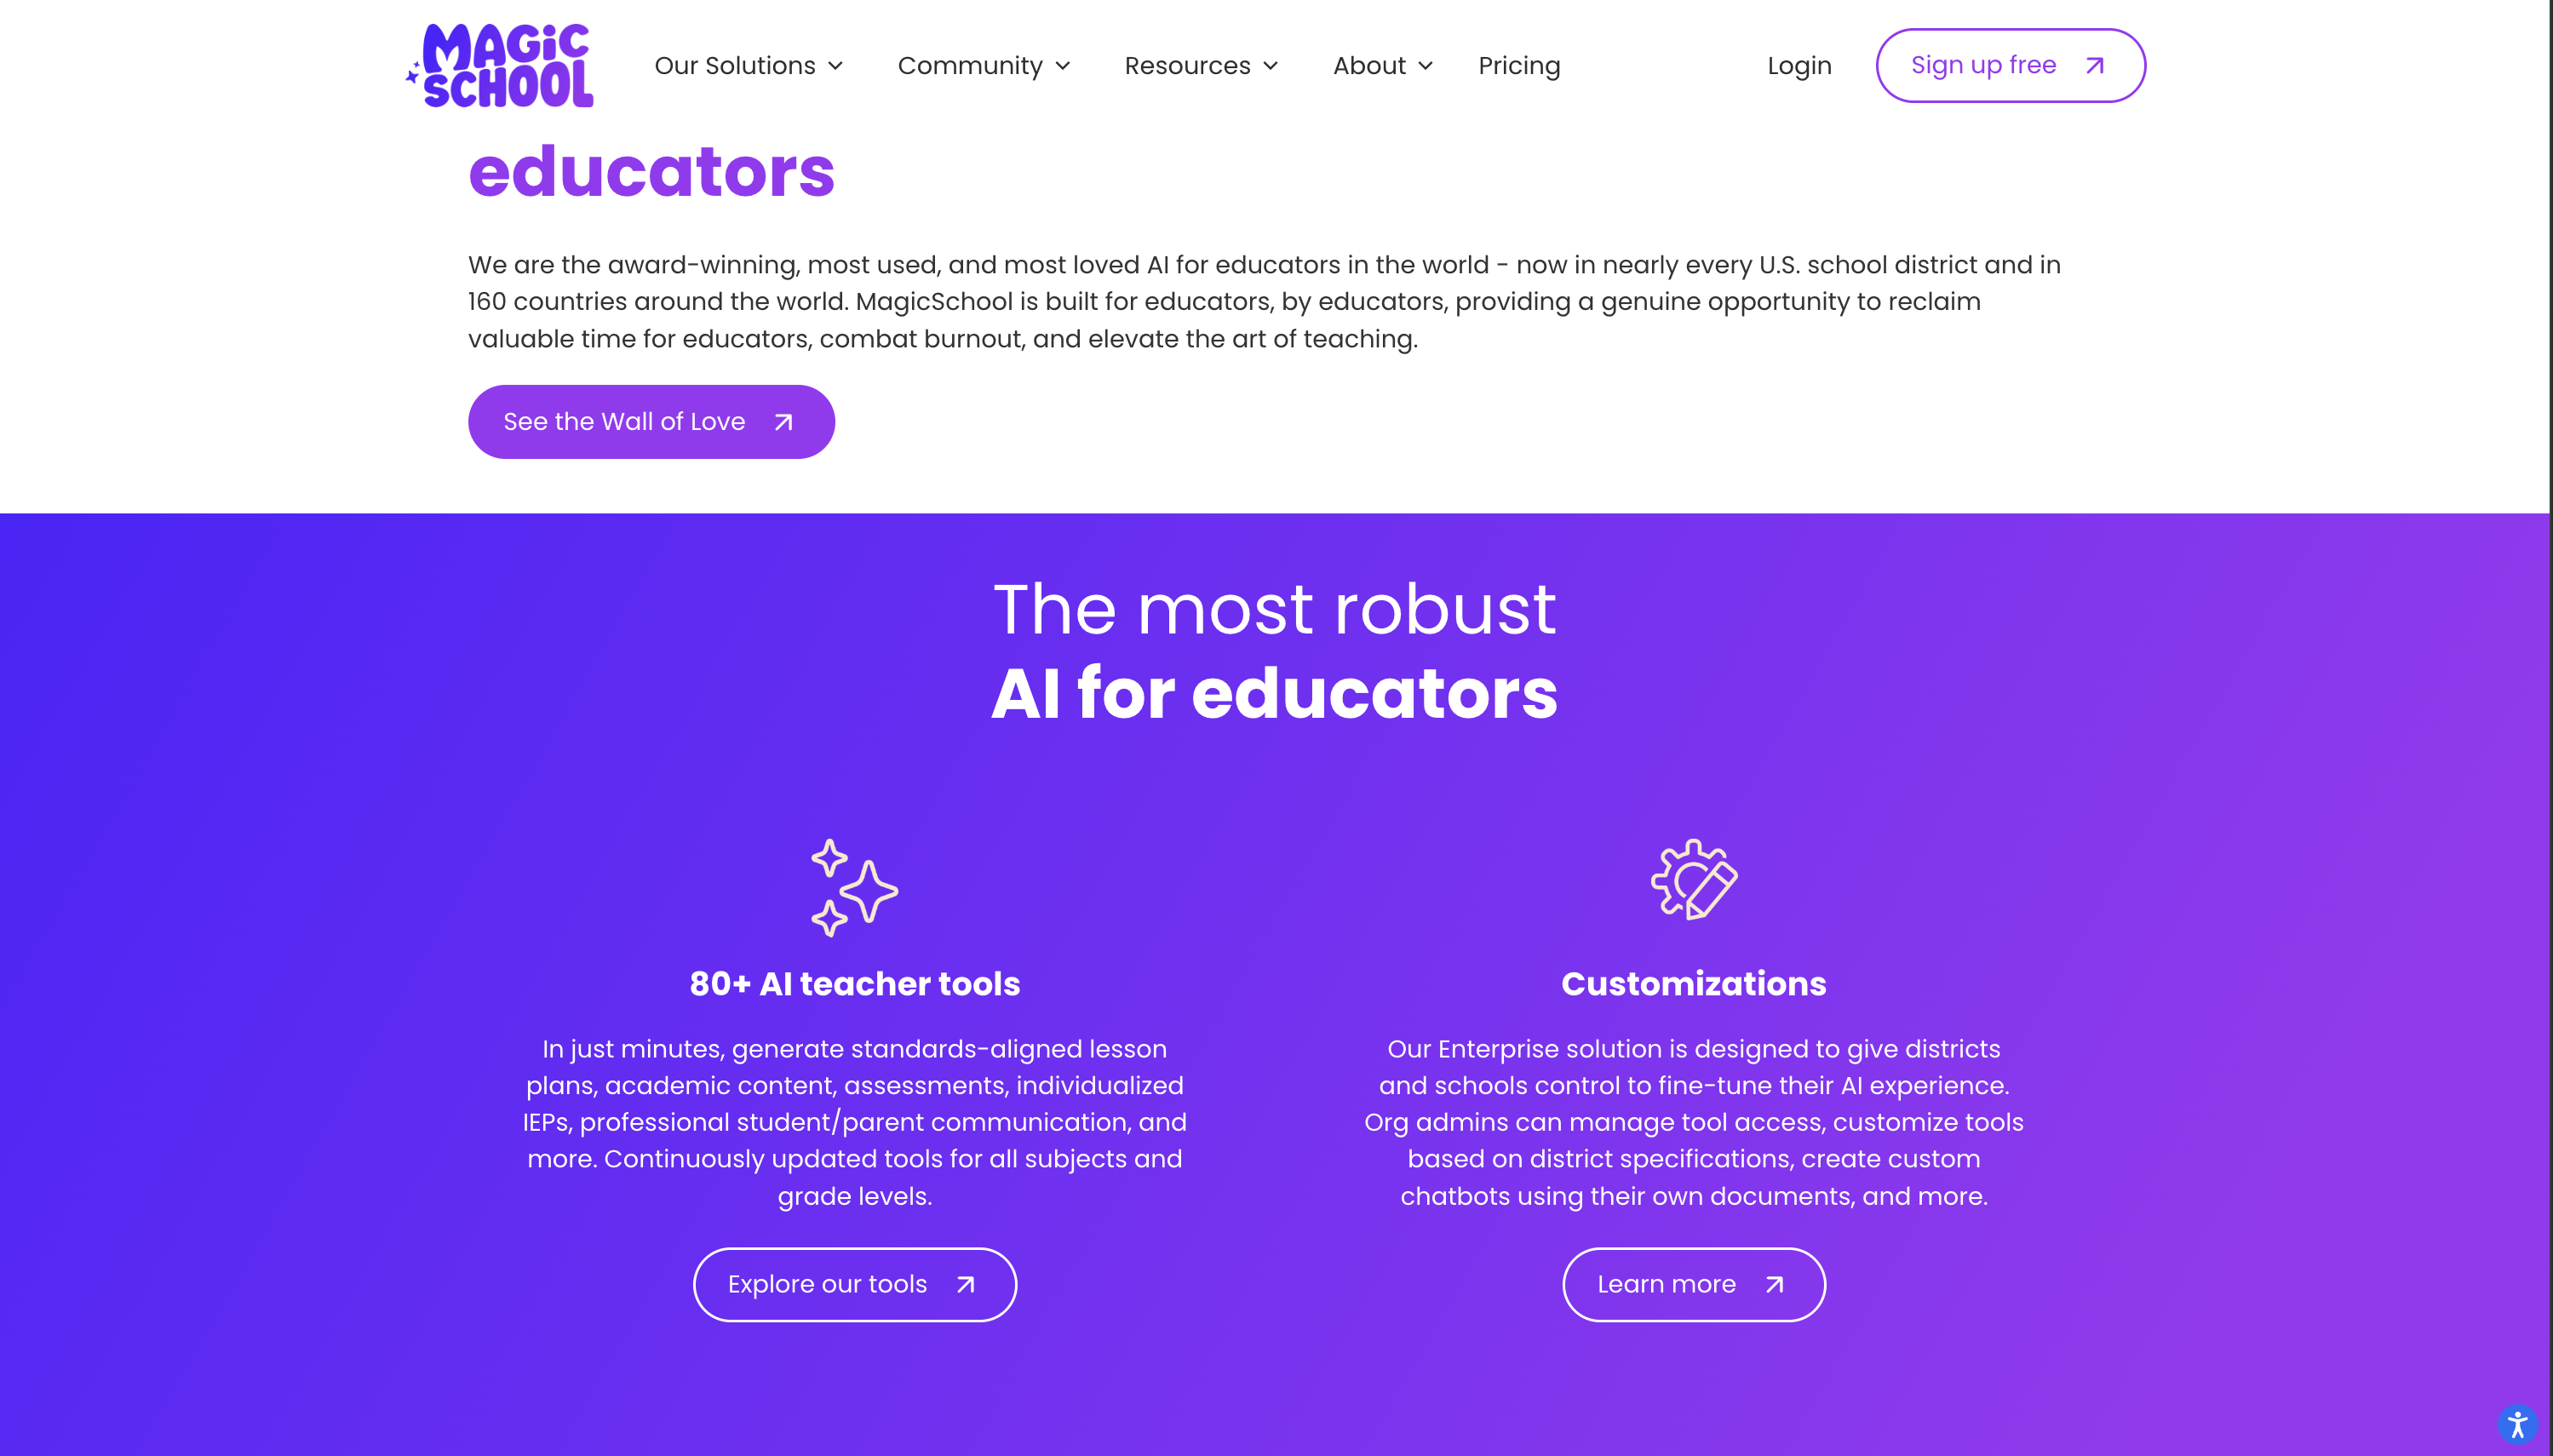 MAGIC SCHOOL
Our Solutions
Community
Resources
About
Pricing
Login
Sign up free
educators
We are the award-winning, most used, and most loved AI for educators in the world - now in nearly every U.S. school district and in
160 countries around the world. MagicSchool is built for educators, by educators, providing a genuine opportunity to reclaim
valuable time for educators, combat burnout, and elevate the art of teaching.
See the Wall of Love
The most robust
AI for educators
80+ AI teacher tools
In just minutes, generate standards-aligned lesson
plans, academic content, assessments, individualized
IEPs, professional student/parent communication, and
more. Continuously updated tools for all subjects and
grade levels.
Explore our tools
Customizations
Our Enterprise solution is designed to give districts
and schools control to fine-tune their AI experience.
Org admins can manage tool access, customize tools
based on district specifications, create custom
chatbots using their own documents, and more.
Learn more